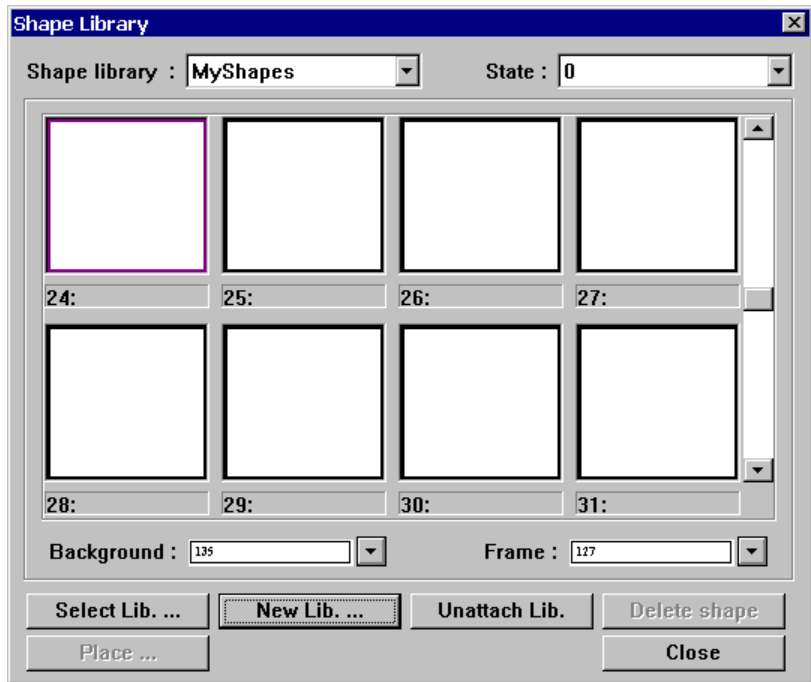 Shape Library
Shape library : MyShapes State : 0
24: 25: 26: 27:
28: 29: 30: 31:
Background : 135 Frame : 127
Select Lib. ... New Lib. ... Unattach Lib. Delete shape
Place ... Close